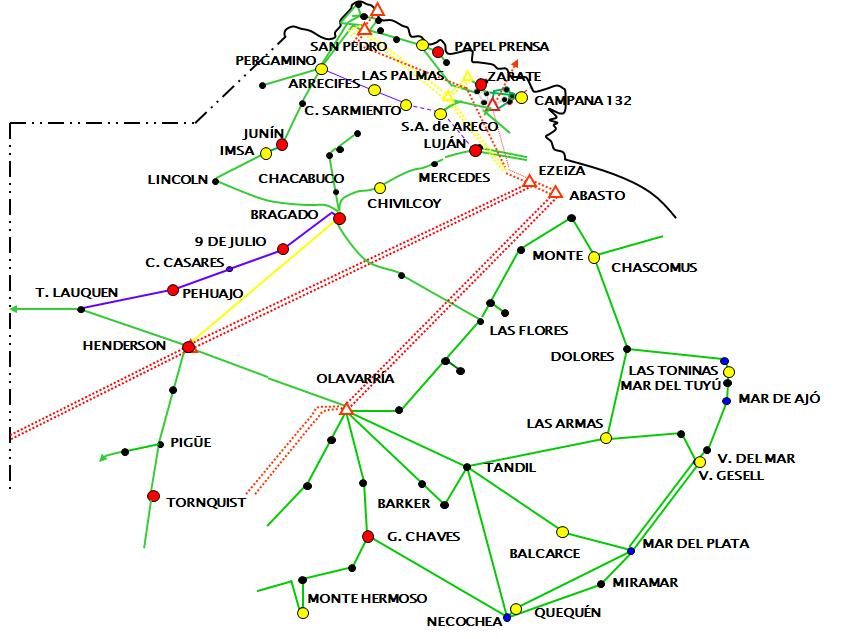 SAN PEDRO
PAPEL PRENSA
PERGAMINO
LAS PALMAS
ZARATE
ARRECIFES
CAMPANA 132
C. SARMIENTO
S.A. de ARECO
JUNÍN
LUJÁN
IMSA
EZEIZA
LINCOLN
CHACABUCO
MERCEDES
ABASTO
CHIVILCOY
BRAGADO
9 DE JULIO
MONTE
C. CASARES
CHASCOMUS
T. LAUQUEN
PEHUAJO
LAS FLORES
HENDERSON
DOLORES
LAS TONINAS
OLAVARRÍA
MAR DEL TUYÚ
MAR DE AJÓ
LAS ARMAS
PIGÜE
V. DEL MAR
TANDIL
V. GESELL
TORNQUIST
BARKER
G. CHAVES
MAR DEL PLATA
BALCARCE
MIRAMAR
MONTE HERMOSO
QUEQUÉN
NECOCHEA